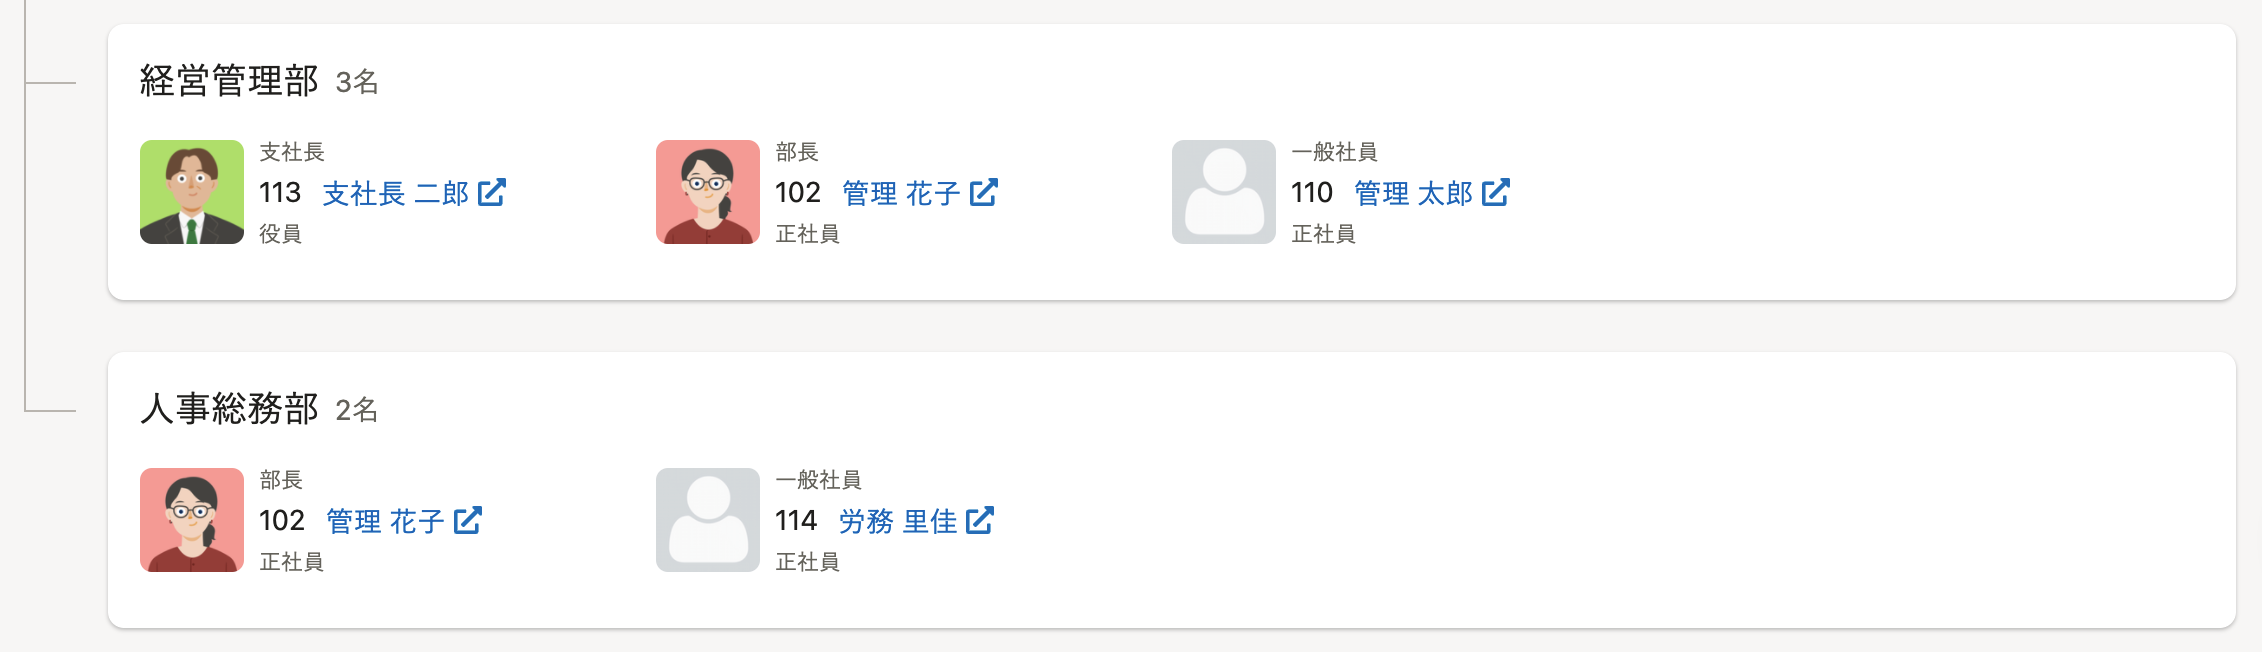 経営管理部 3名
支社長
113 支社長 二郎
役員
部長
102 管理 花子
正社員
一般社員
110 管理 太郎
正社員
人事総務部 2名
部長
102 管理 花子
正社員
一般社員
114 労務 里佳
正社員